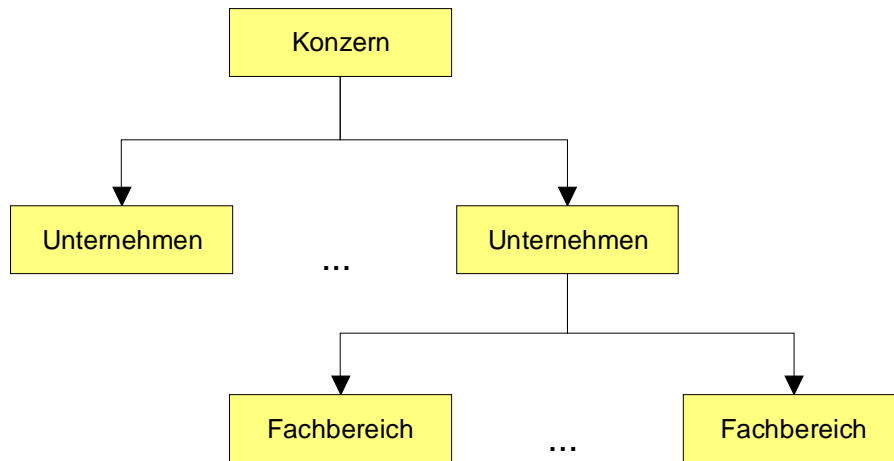 Konzern
Unternehmen
...
Unternehmen
Fachbereich
...
Fachbereich